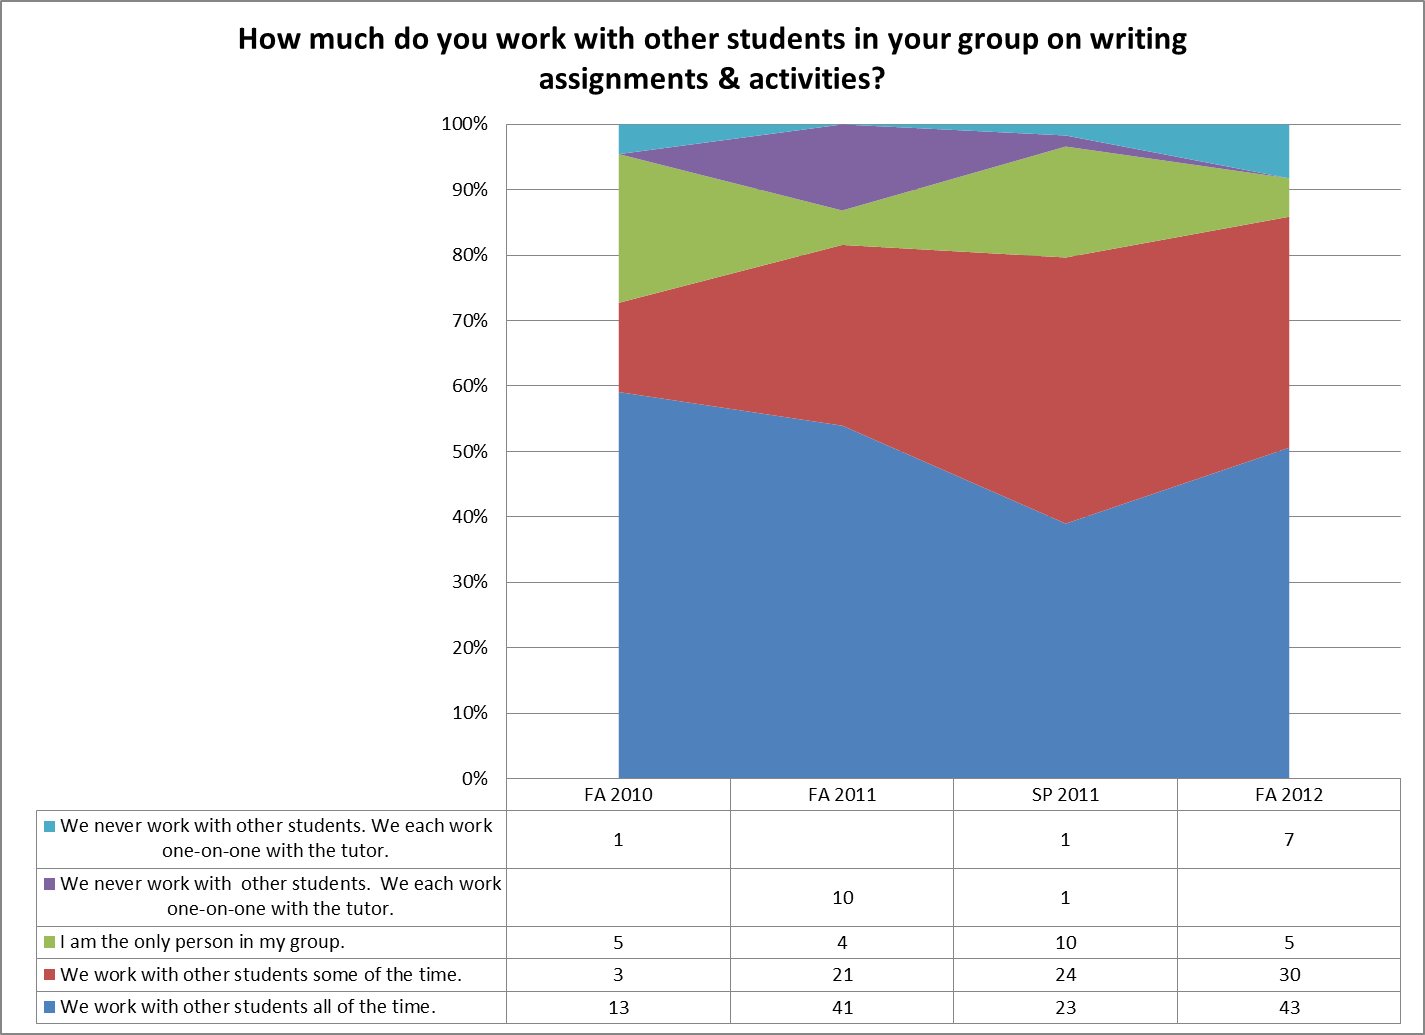 How much do you work with other students in your group on writing
assignments & activities?
100%
90%
80%
70%
60%
50%
40%
30%
20%
10%
0%
FA 2010 FA 2011 SP 2011 FA 2012
We never work with other students. We each work
one-on-one with the tutor. 1 1 7
We never work with  other students.  We each work
one-on-one with the tutor. 10 1
I am the only person in my group. 5 4 10 5
We work with other students some of the time. 3 21 24 30
We work with other students all of the time. 13 41 23 43